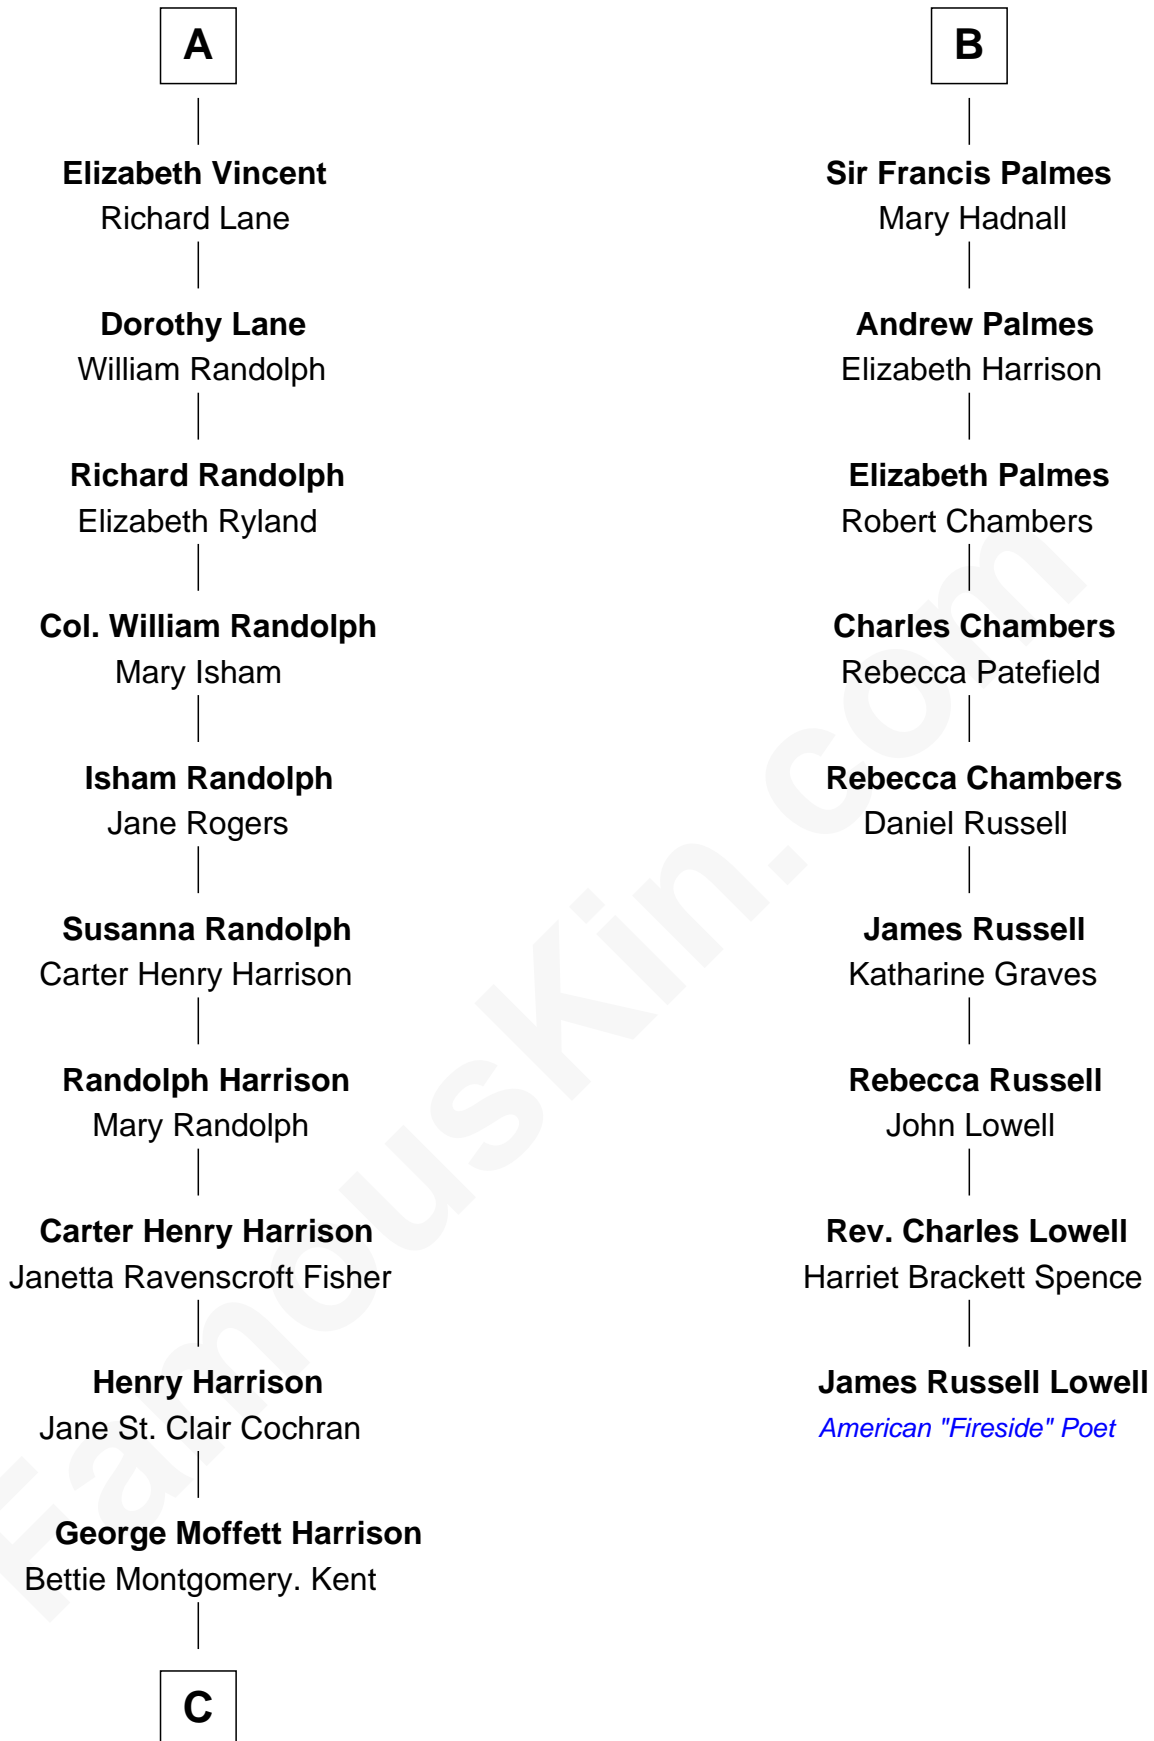 A
Elizabeth Vincent
Richard Lane
Dorothy Lane
William Randolph
Richard Randolph
Elizabeth Ryland
Col. William Randolph
Mary Isham
Isham Randolph
Jane Rogers
Susanna Randolph
Carter Henry Harrison
Randolph Harrison
Mary Randolph
Carter Henry Harrison
Janetta Ravenscroft Fisher
Henry Harrison
Jane St. Clair Cochran
George Moffett Harrison
Bettie Montgomery. Kent
C
B
Sir Francis Palmes
Mary Hadnall
Andrew Palmes
Elizabeth Harrison
Elizabeth Palmes
Robert Chambers
Charles Chambers
Rebecca Patefield
Rebecca Chambers
Daniel Russell
James Russell
Katharine Graves
Rebecca Russell
John Lowell
Rev. Charles Lowell
Harriet Brackett Spence
James Russell Lowell
American "Fireside" Poet
FamousKin.com